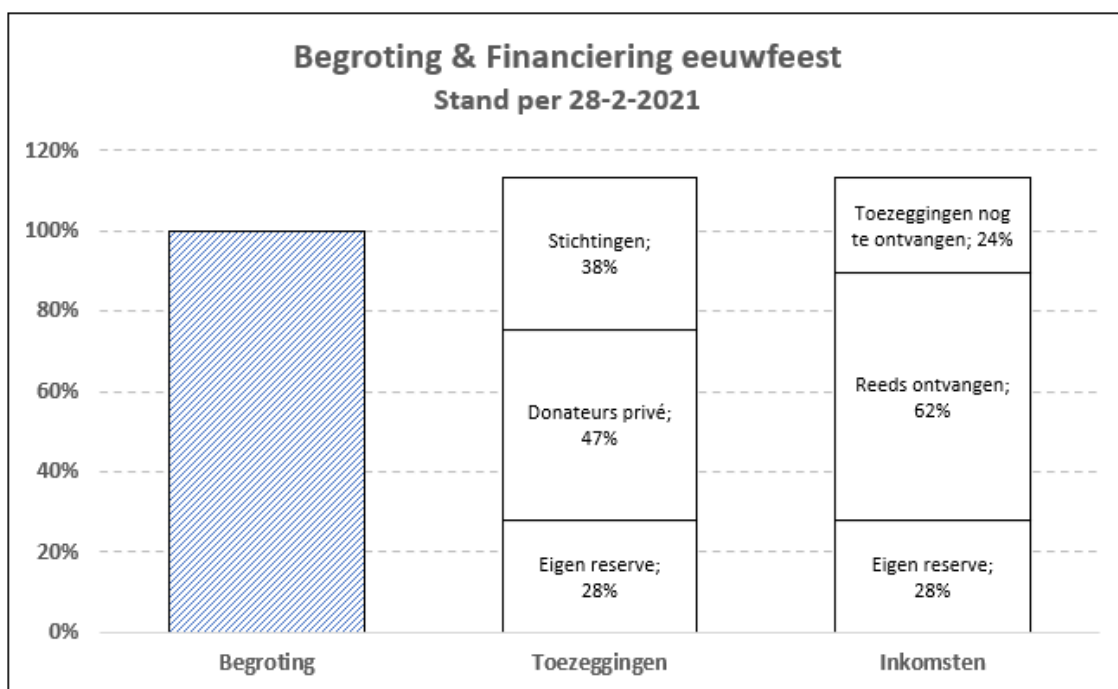 Begroting & Financiering eeuwfeest
Stand per 28-2-2021
120%
100%
80%
60%
40%
20%
0%
Stichtingen;
38%
Donateurs privé;
47%
Eigen reserve;
28%
Toezeggingen nog
te ontvangen; 24%
Reeds ontvangen;
62%
Eigen reserve;
28%
Begroting
Toezeggingen
Inkomsten